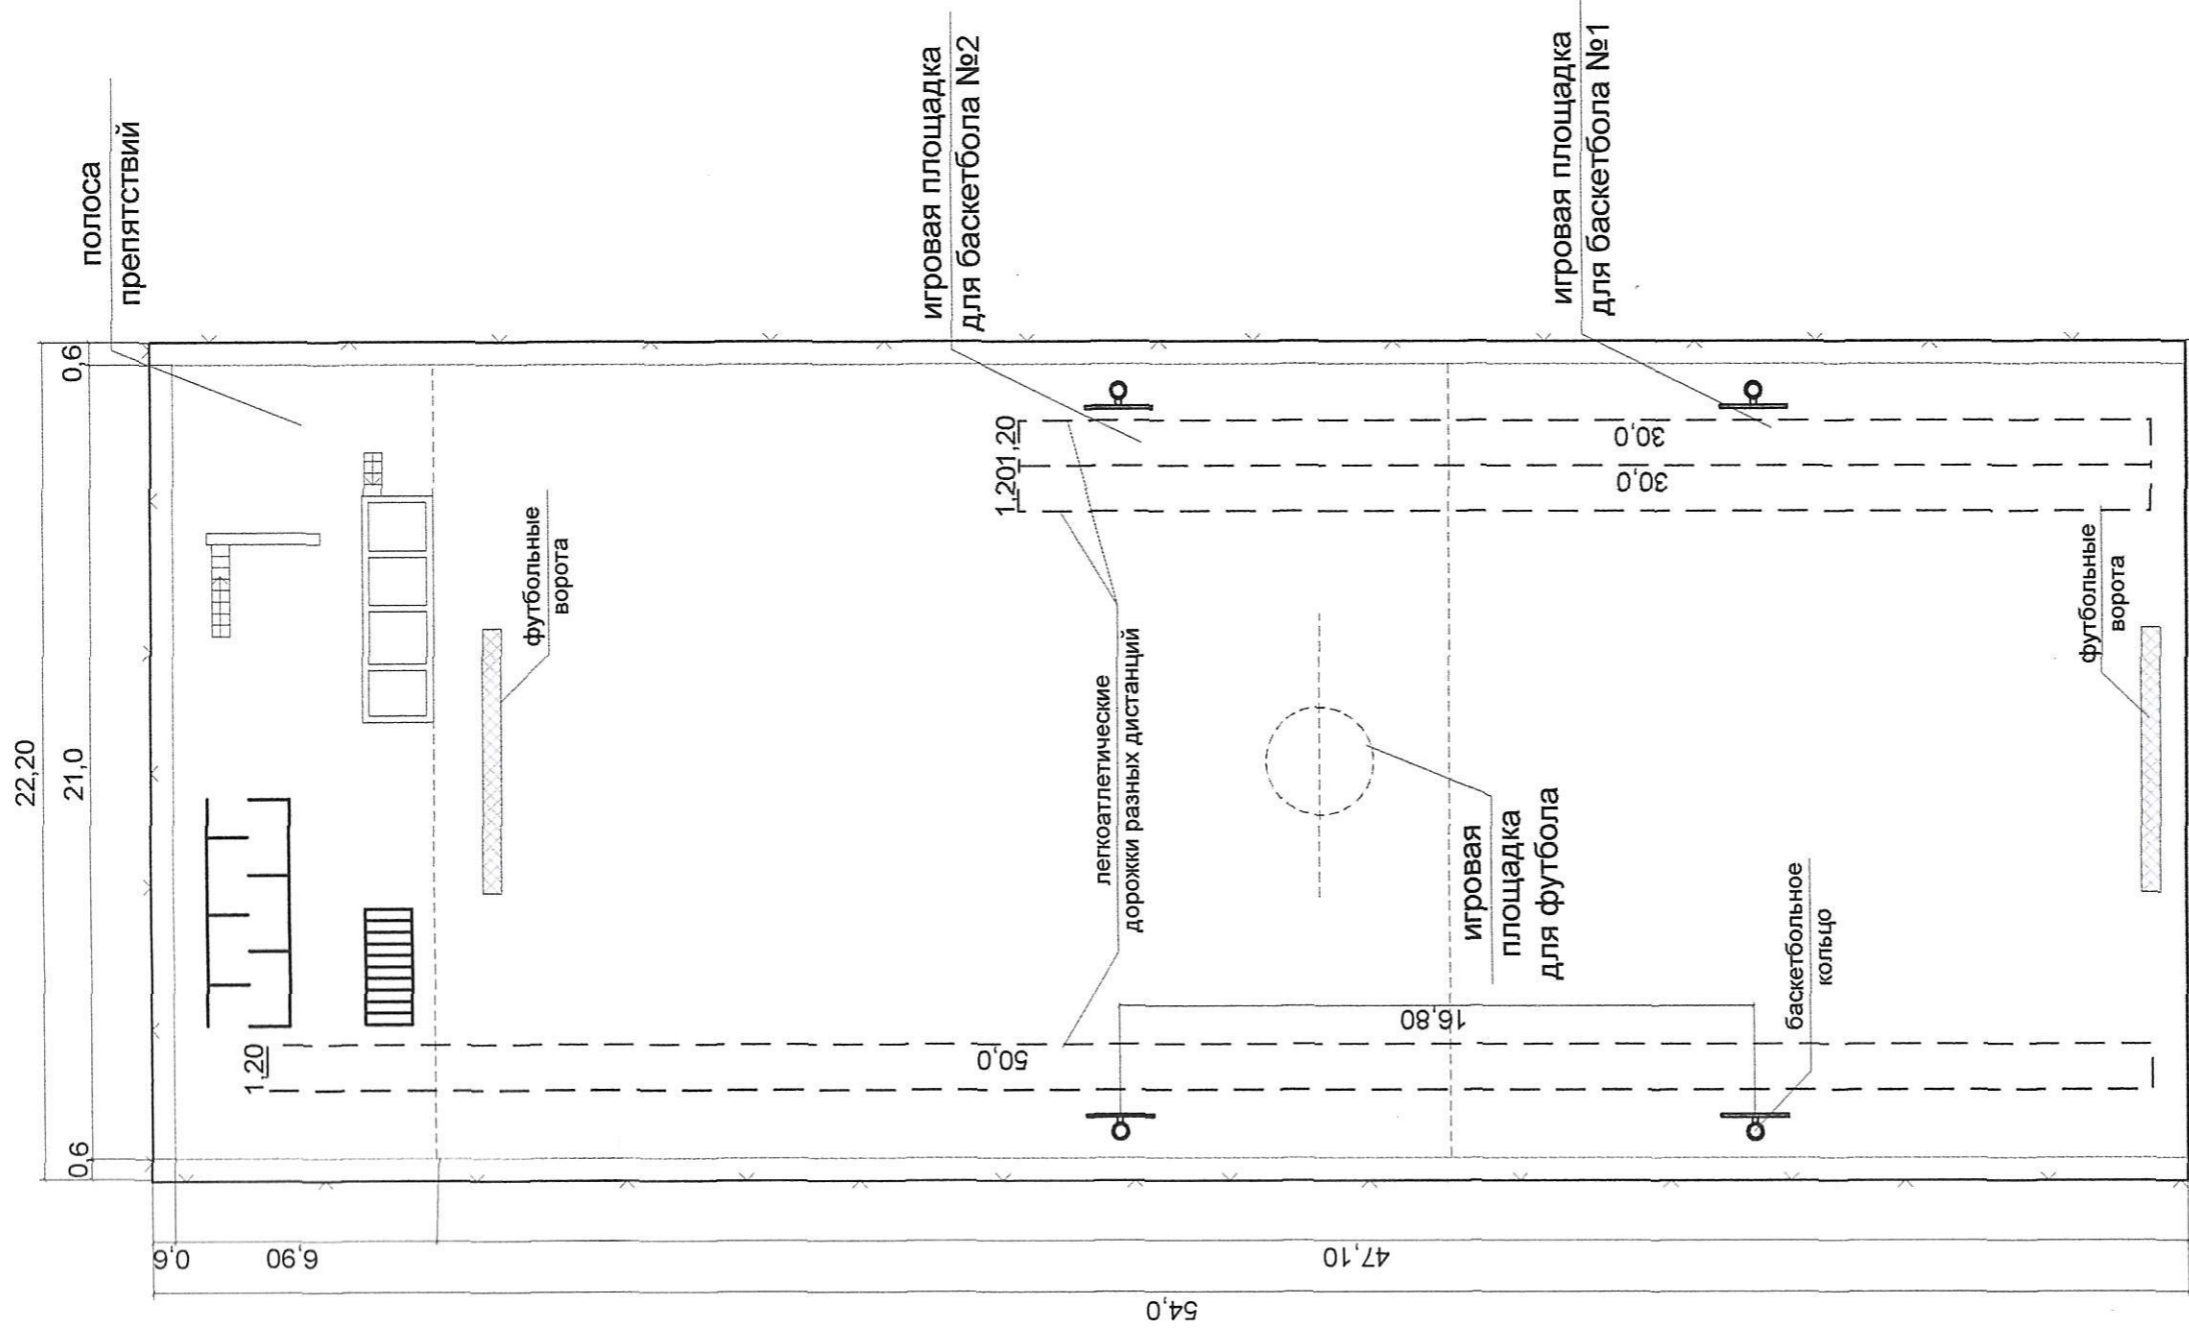 полоса
препятствий
игровая площадка
для баскетбола №2
игровая площадка
для баскетбола №1
22,20
0,6
21,0
0,6
футбольные
ворота
1,20
1,20
30,0
30,0
футбольные
ворота
легкоатлетические
дорожки разных дистанций
игровая
площадка
для футбола
баскетбольное
кольцо
1,20
50,0
16,80
0,6
6,90
47,10
54,0